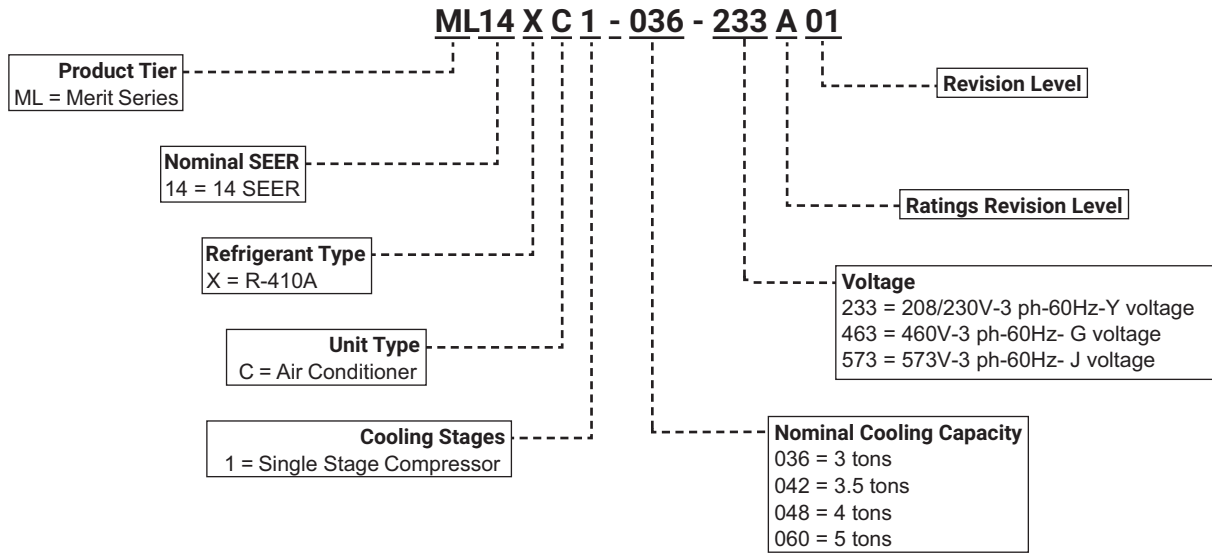 ML14 X C 1 - 036 - 233 A 01
Product Tier
ML = Merit Series
Revision Level
Nominal SEER
14 = 14 SEER
Ratings Revision Level
Refrigerant Type
X = R-410A
Voltage
233 = 208/230V-3 ph-60Hz-Y voltage
463 = 460V-3 ph-60Hz- G voltage
573 = 573V-3 ph-60Hz- J voltage
Unit Type
C = Air Conditioner
Cooling Stages
1 = Single Stage Compressor
Nominal Cooling Capacity
036 = 3 tons
042 = 3.5 tons
048 = 4 tons
060 = 5 tons